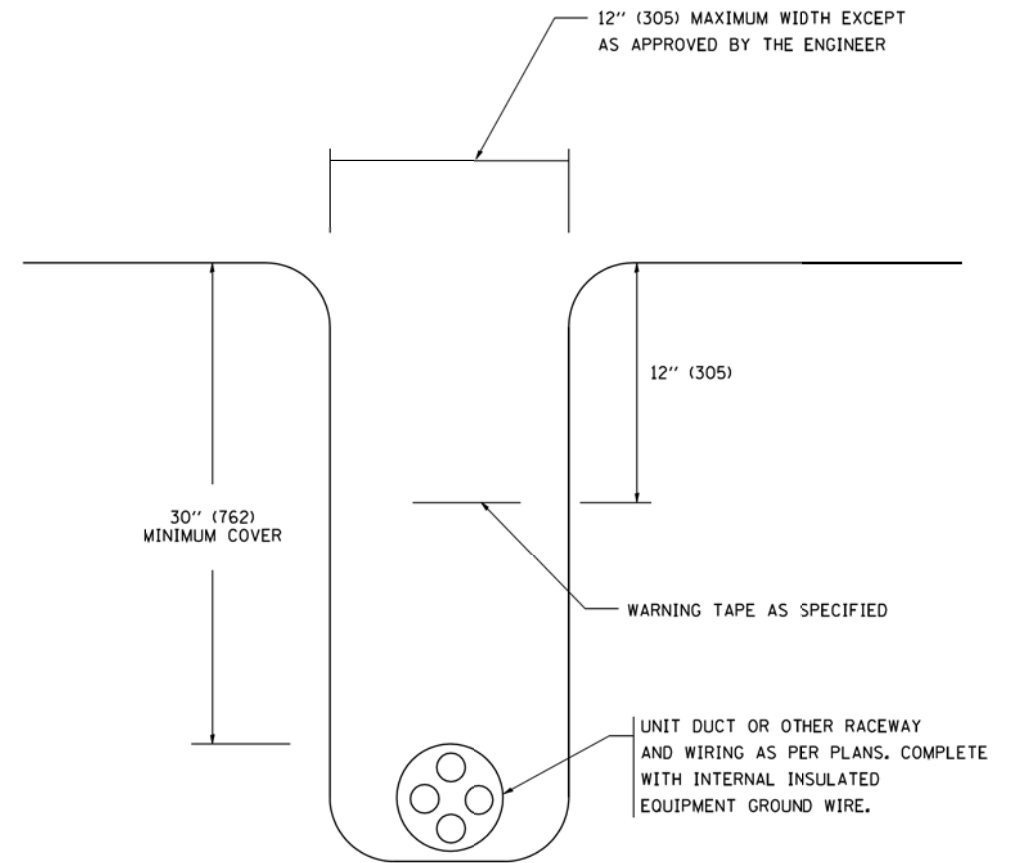 12'' (305) MAXIMUM WIDTH EXCEPT
AS APPROVED BY THE ENGINEER
12'' (305)
30'' (762)
MINIMUM COVER
WARNING TAPE AS SPECIFIED
UNIT DUCT OR OTHER RACEWAY
AND WIRING AS PER PLANS. COMPLETE
WITH INTERNAL INSULATED
EQUIPMENT GROUND WIRE.